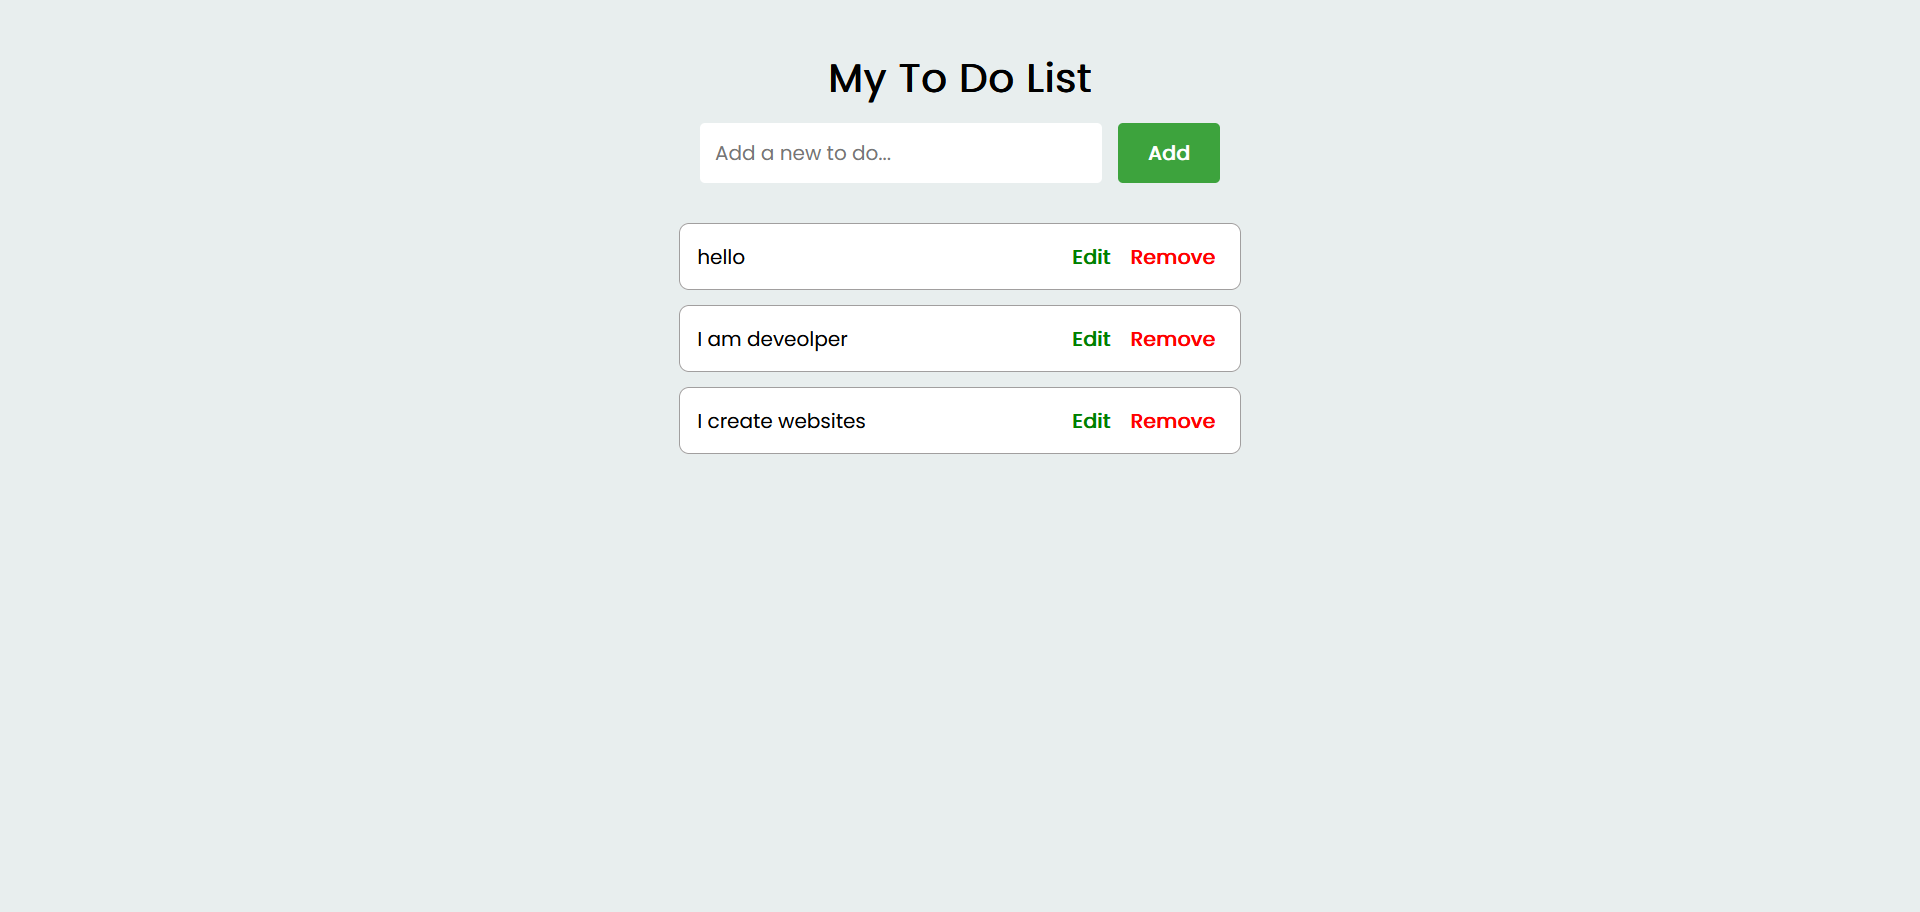 My To Do List
Add a new to do... Add
hello Edit Remove
I am deveolper Edit Remove
I create websites Edit Remove